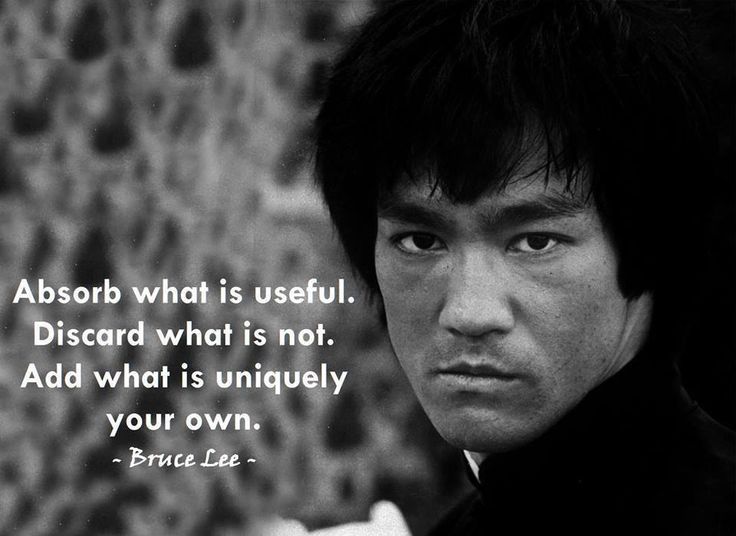 Absorb what is useful.
Discard what is not.
Add what is uniquely
your own.
~ Bruce Lee ~